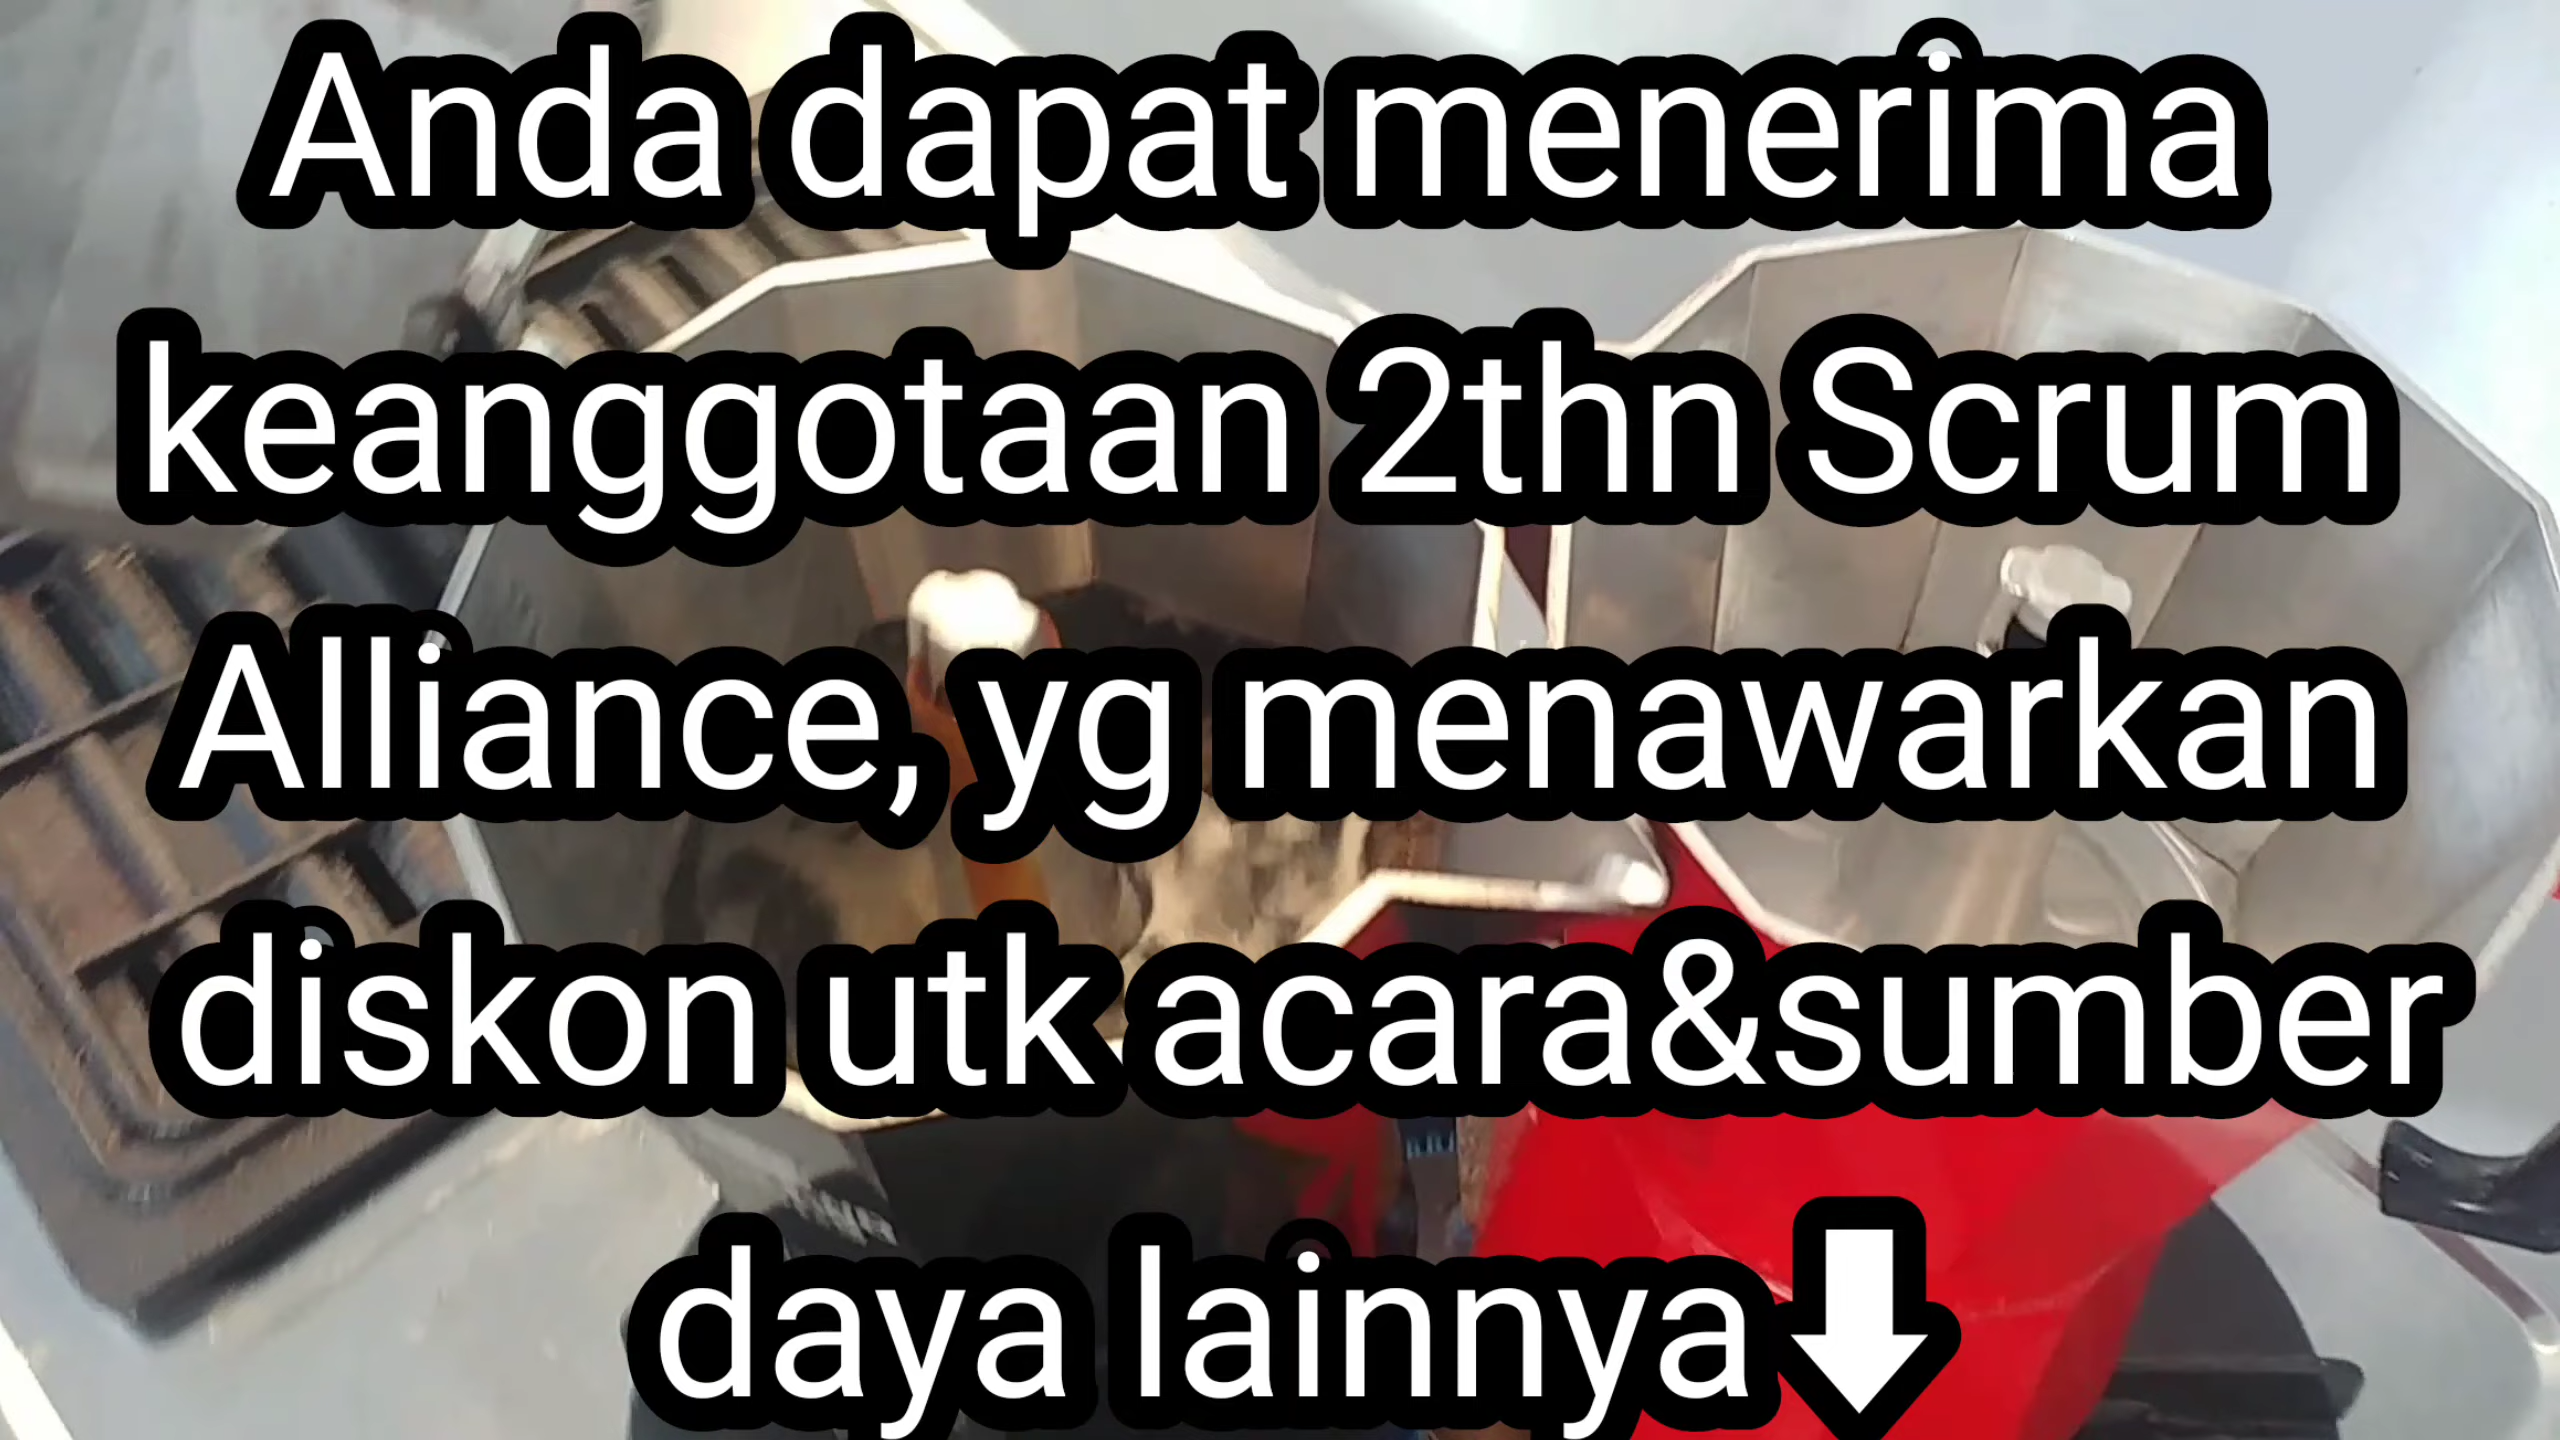 Anda dapat menerima
keanggotaan 2thn Scrum
Alliance, yg menawarkan
diskon utk acara&sumber
daya lainnya⬇